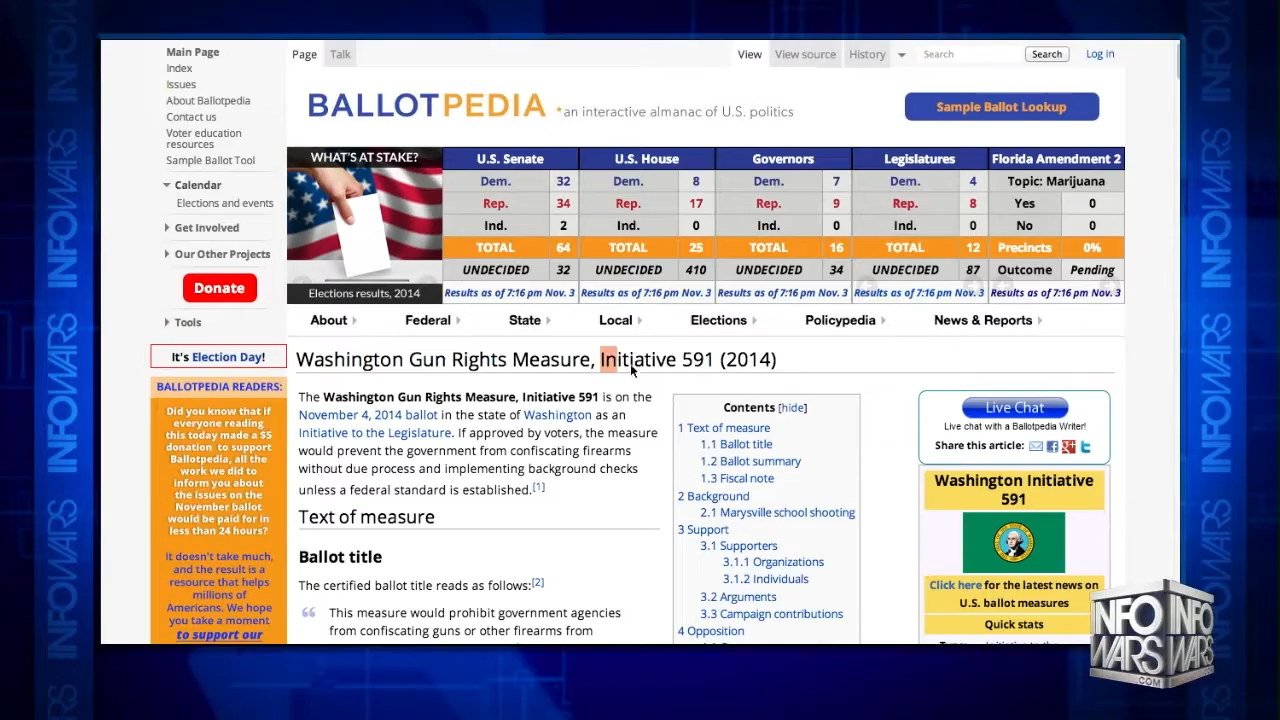 Main Page
Index
Issues
About Ballotpedia
Contact us
Voter education
resources
Sample Ballot Tool
Calendar
Elections and events
Get Involved
Our Other Projects
Donate
Tools
It's Election Day!
BALLOTPEDIA READERS:
Did you know that if
everyone reading
this today made a $5
donation to support
Ballotpedia, all the
work we did to
inform you about
the issues on the
November ballot
would be paid for in
less than 24 hours?
It doesn't take much,
and the result is a
resource that helps
millions of
Americans. We hope
you take a moment
to support our
Page Talk View View source History Search Search Log in
BALLOTPEDIA *an interactive almanac of U.S. politics Sample Ballot Lookup
WHAT'S AT STAKE? U.S. Senate U.S. House Governors Legislatures Florida Amendment 2
Dem. 32 Dem. 8 Dem. 7 Dem. 4 Topic: Marijuana
Rep. 34 Rep. 17 Rep. 9 Rep. 8 Yes 0
Ind. 2 Ind. 0 Ind. 0 Ind. 0 No 0
TOTAL 64 TOTAL 25 TOTAL 16 TOTAL 12 Precincts 0%
UNDECIDED 32 UNDECIDED 410 UNDECIDED 34 UNDECIDED 87 Outcome Pending
Elections results, 2014 Results as of 7:16 pm Nov. 3 Results as of 7:16 pm Nov. 3 Results as of 7:16 pm Nov. 3 Results as of 7:16 pm Nov. 3 Results as of 7:16 pm Nov. 3
About Federal State Local Elections Policypedia News & Reports
Washington Gun Rights Measure, Initiative 591 (2014)
The Washington Gun Rights Measure, Initiative 591 is on the
November 4, 2014 ballot in the state of Washington as an
Initiative to the Legislature. If approved by voters, the measure
would prevent the government from confiscating firearms
without due process and implementing background checks
unless a federal standard is established.[1]
Text of measure
Ballot title
The certified ballot title reads as follows:[2]
“ This measure would prohibit government agencies
from confiscating guns or other firearms from
Contents [hide]
1 Text of measure
1.1 Ballot title
1.2 Ballot summary
1.3 Fiscal note
2 Background
2.1 Marysville school shooting
3 Support
3.1 Supporters
3.1.1 Organizations
3.1.2 Individuals
3.2 Arguments
3.3 Campaign contributions
4 Opposition
Live Chat
Live chat with a Ballotpedia Writer!
Share this article:
Washington Initiative
591
Click here for the latest news on
U.S. ballot measures
Quick stats
INFOWARS
INFOWARS
INFO INFO
WARS WARS
.COM